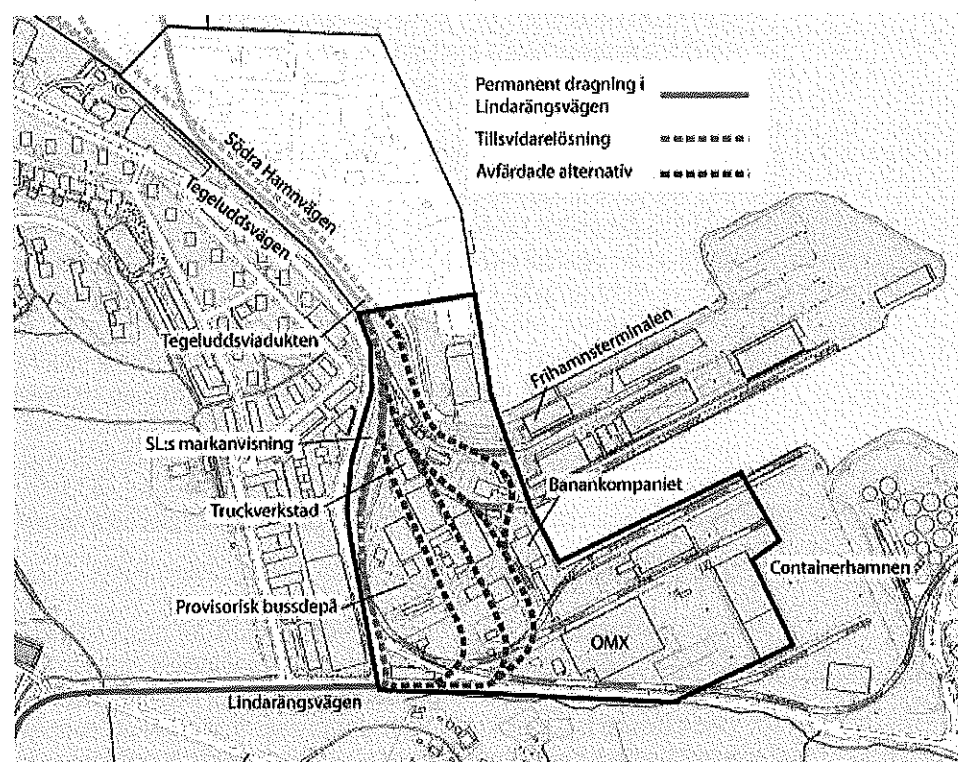 Permanent dragning i
Lindarängsvägen
Tillsvidarelösning
Avfärdade alternativ
Södra Hamnvägen
Tegeluddsvägen
Tegeluddsviadukten
Frihamnsterminalen
SL:s markanvisning
Truckverkstad
Banankompaniet
Containerhamnen
Provisorisk bussdepå
OMX
Lindarängsvägen